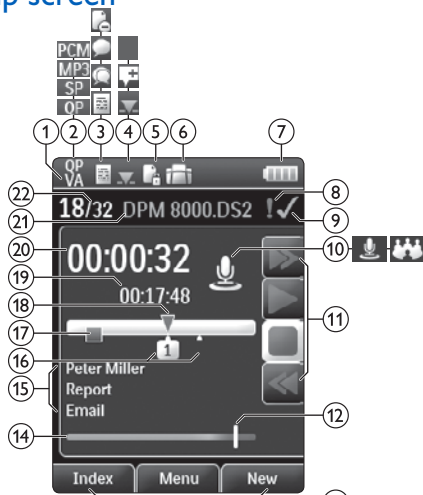 p screen
PCM
MP3
SP
QP
1 2 3 4 5 6 7
QP
VA
22 18/32 DPM 8000.DS2 ! 8
21 9
20 00:00:32 10
19 00:17:48
18
17 11
1
16
Peter Miller
15 Report
Email 12
14
Index Menu New